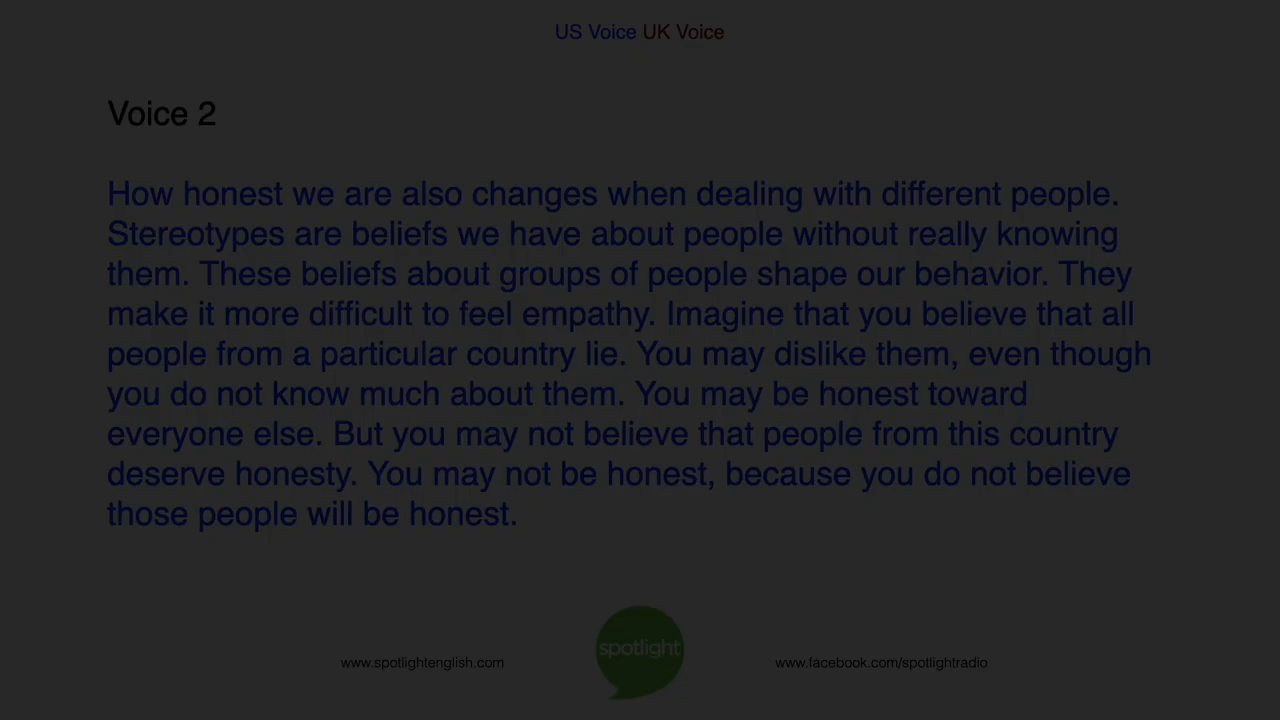 US Voice UK Voice
Voice 2
How honest we are also changes when dealing with different people.
Stereotypes are beliefs we have about people without really knowing
them. These beliefs about groups of people shape our behavior. They
make it more difficult to feel empathy. Imagine that you believe that all
people from a particular country lie. You may dislike them, even though
you do not know much about them. You may be honest toward
everyone else. But you may not believe that people from this country
deserve honesty. You may not be honest, because you do not believe
those people will be honest.
spotlight
www.spotlightenglish.com
www.facebook.com/spotlightradio